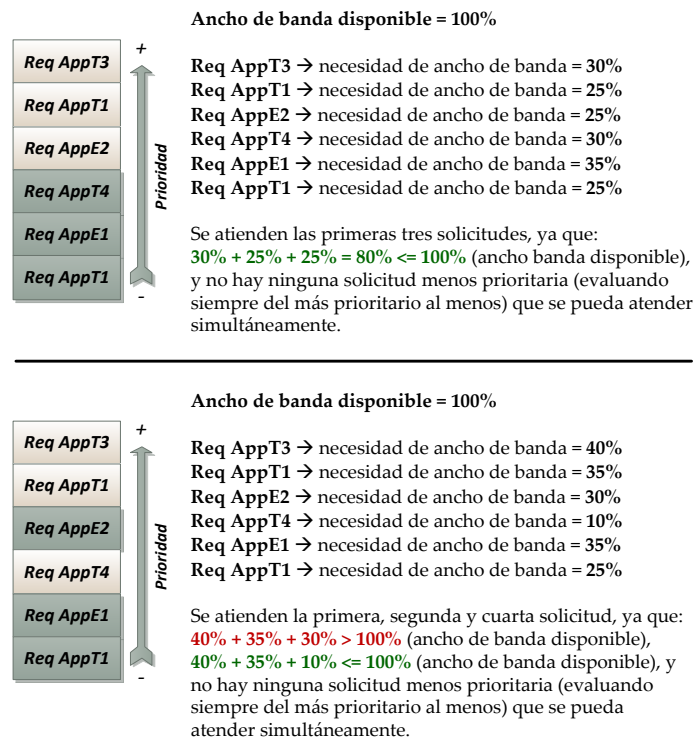 Ancho de banda disponible = 100%
+
Req AppT3
Req AppT1
Req AppE2
Req AppT4
Req AppE1
Req AppT1
Prioridad
-
Req AppT3 → necesidad de ancho de banda = 30%
Req AppT1 → necesidad de ancho de banda = 25%
Req AppE2 → necesidad de ancho de banda = 25%
Req AppT4 → necesidad de ancho de banda = 30%
Req AppE1 → necesidad de ancho de banda = 35%
Req AppT1 → necesidad de ancho de banda = 25%
Se atienden las primeras tres solicitudes, ya que:
30% + 25% + 25% = 80% <= 100% (ancho banda disponible),
y no hay ninguna solicitud menos prioritaria (evaluando
siempre del más prioritario al menos) que se pueda atender
simultáneamente.
Ancho de banda disponible = 100%
+
Req AppT3
Req AppT1
Req AppE2
Req AppT4
Req AppE1
Req AppT1
Prioridad
-
Req AppT3 → necesidad de ancho de banda = 40%
Req AppT1 → necesidad de ancho de banda = 35%
Req AppE2 → necesidad de ancho de banda = 30%
Req AppT4 → necesidad de ancho de banda = 10%
Req AppE1 → necesidad de ancho de banda = 35%
Req AppT1 → necesidad de ancho de banda = 25%
Se atienden la primera, segunda y cuarta solicitud, ya que:
40% + 35% + 30% > 100% (ancho de banda disponible),
40% + 35% + 10% <= 100% (ancho de banda disponible), y
no hay ninguna solicitud menos prioritaria (evaluando
siempre del más prioritario al menos) que se pueda
atender simultáneamente.